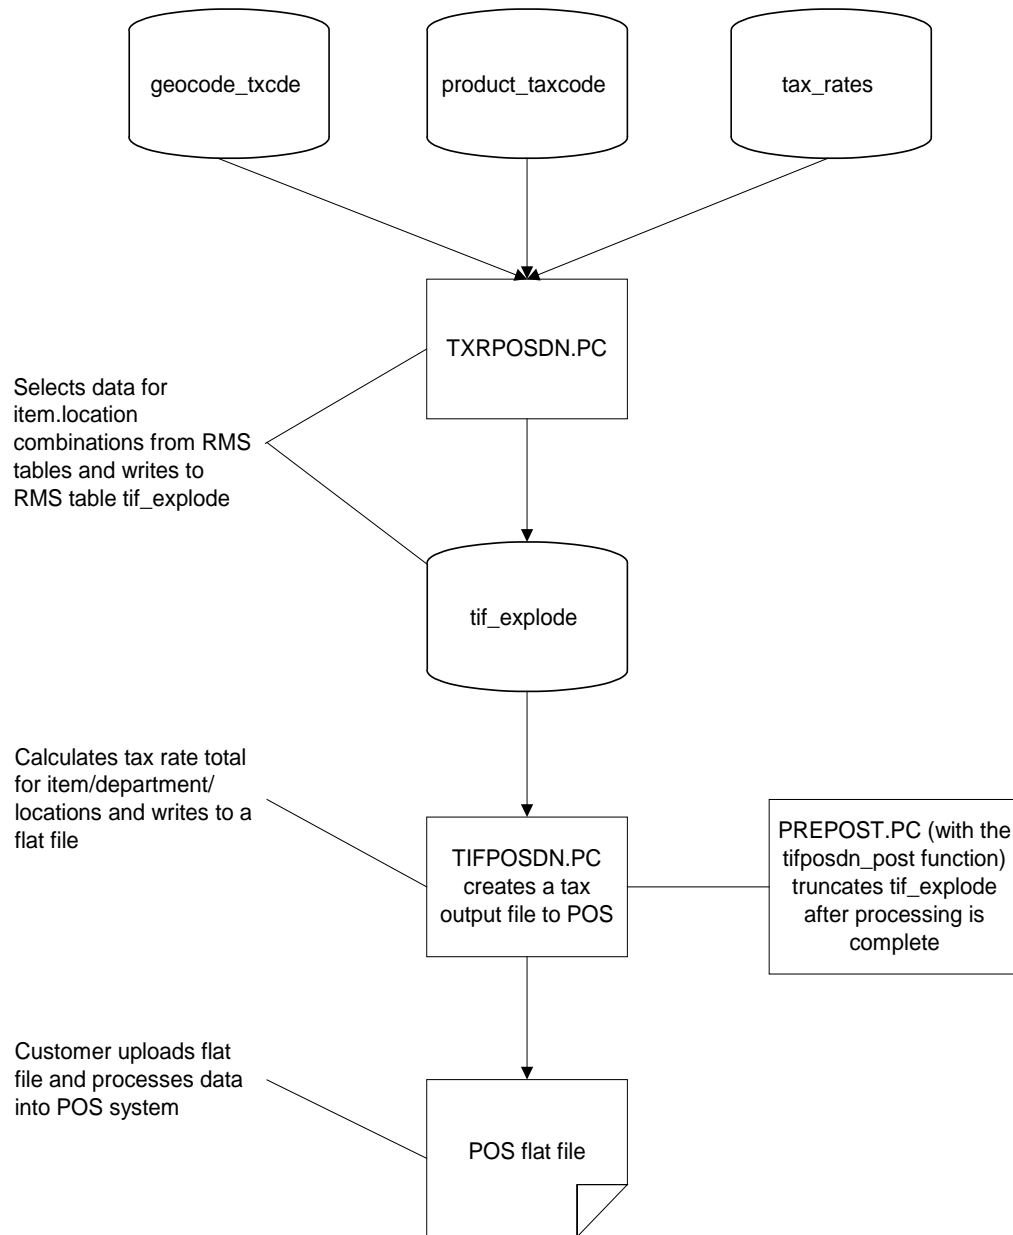 geocode_txcde
product_taxcode
tax_rates
TXRPOSDN.PC
Selects data for
item.location
combinations from RMS
tables and writes to
RMS table tif_explode
tif_explode
Calculates tax rate total
for item/department/
locations and writes to a
flat file
TIFPOSDN.PC
creates a tax
output file to POS
PREPOST.PC (with the
tifposdn_post function)
truncates tif_explode
after processing is
complete
Customer uploads flat
file and processes data
into POS system
POS flat file